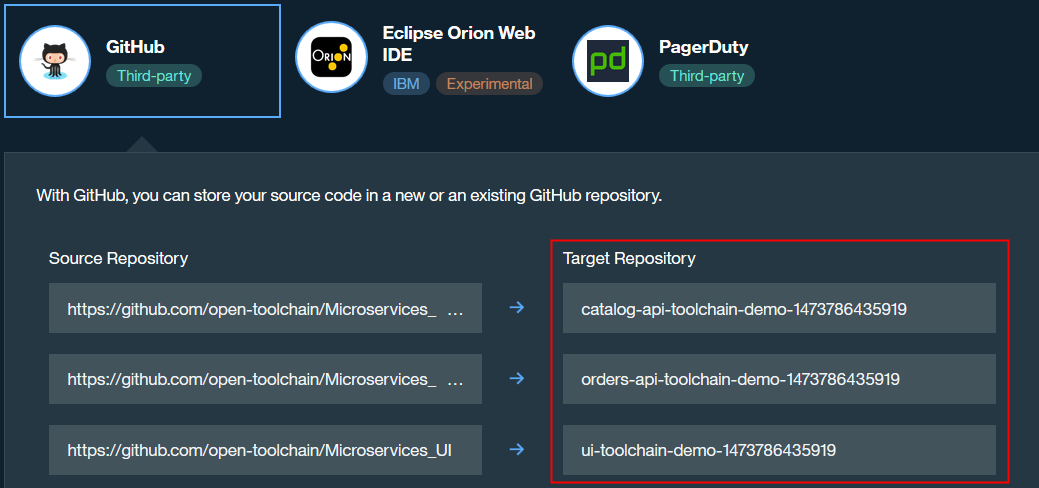 GitHub
Third-party
Eclipse Orion Web
IDE
IBM Experimental
PagerDuty
Third-party
ORION
pd
With GitHub, you can store your source code in a new or an existing GitHub repository.
Source Repository
Target Repository
https://github.com/open-toolchain/Microservices_ ...
→
catalog-api-toolchain-demo-1473786435919
https://github.com/open-toolchain/Microservices_ ...
→
orders-api-toolchain-demo-1473786435919
https://github.com/open-toolchain/Microservices_UI
→
ui-toolchain-demo-1473786435919